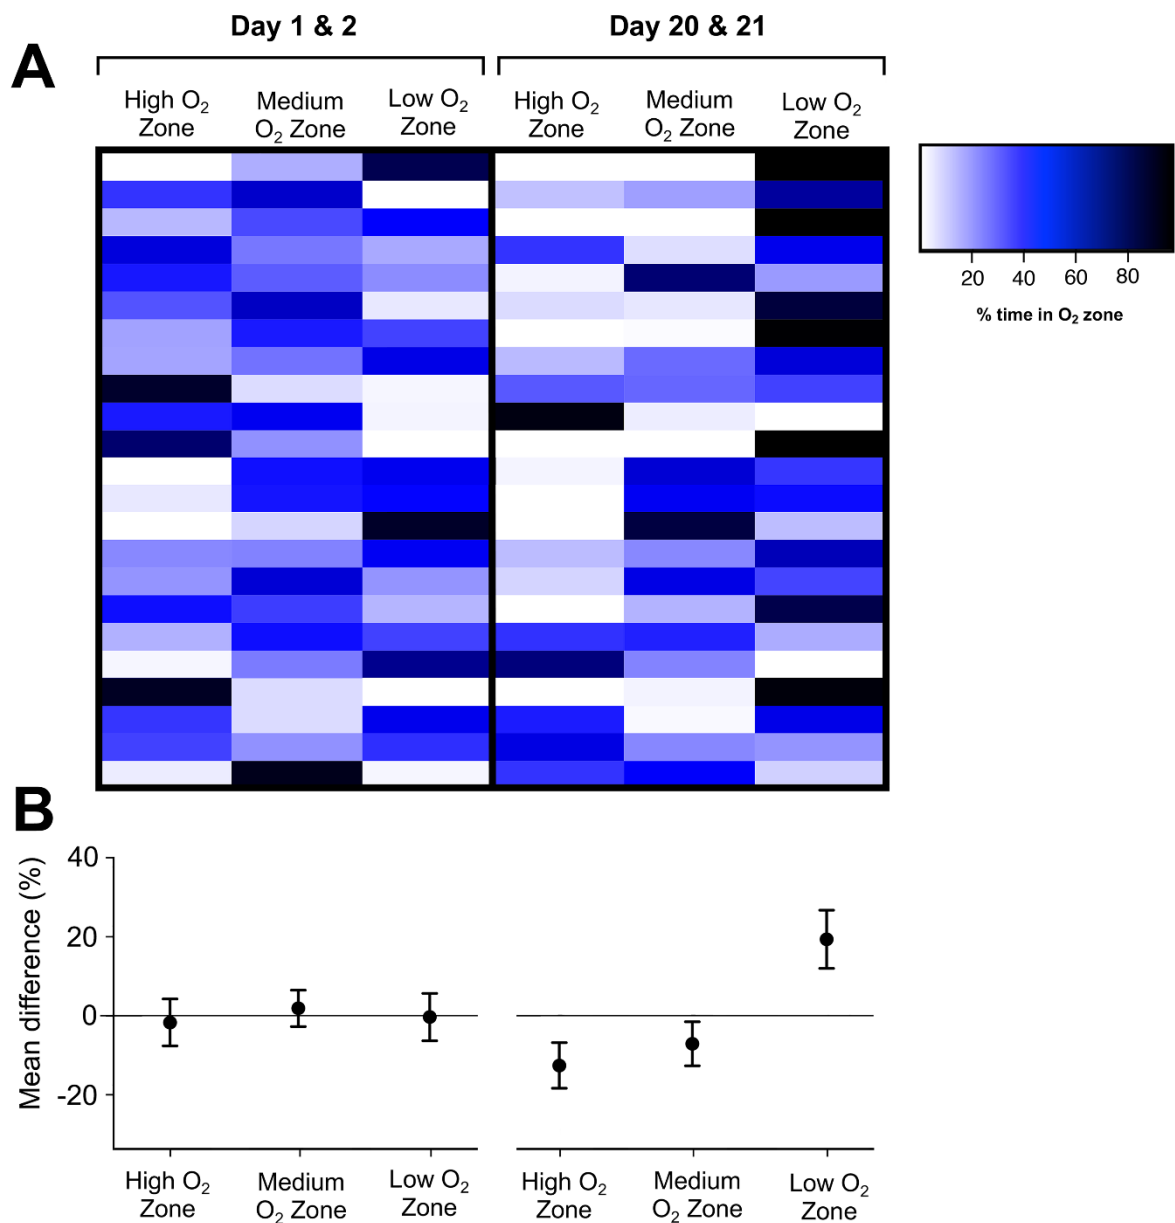 A
Day 1 & 2
Day 20 & 21
High O₂
Zone
Medium
O₂ Zone
Low O₂
Zone
High O₂
Zone
Medium
O₂ Zone
Low O₂
Zone
20 40 60 80
% time in O₂ zone
B
Mean difference (%)
40
20
0
-20
High O₂
Zone
Medium
O₂ Zone
Low O₂
Zone
High O₂
Zone
Medium
O₂ Zone
Low O₂
Zone